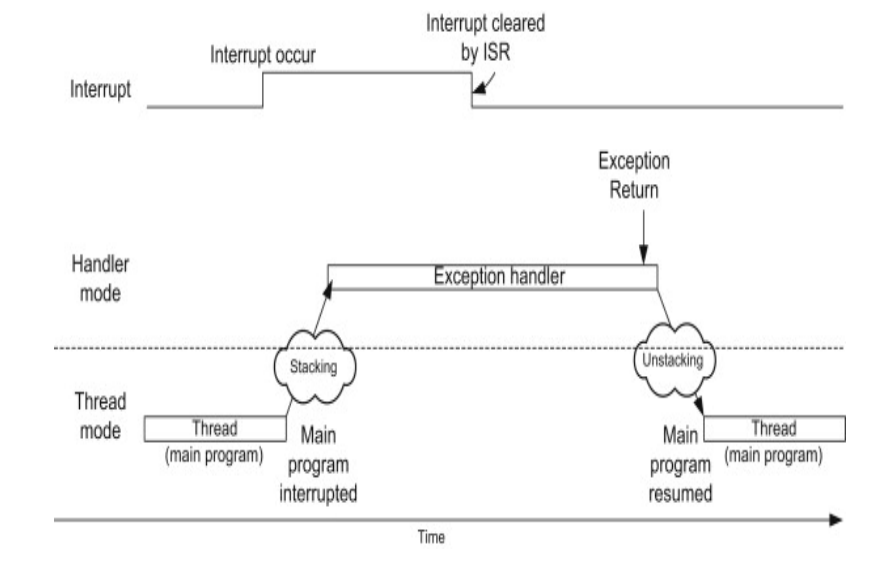 Interrupt cleared
by ISR
Interrupt occur
Interrupt
Exception
Return
Handler
mode
Exception handler
Stacking
Unstacking
Thread
mode
Thread
(main program)
Main
program
interrupted
Main
program
resumed
Thread
(main program)
Time